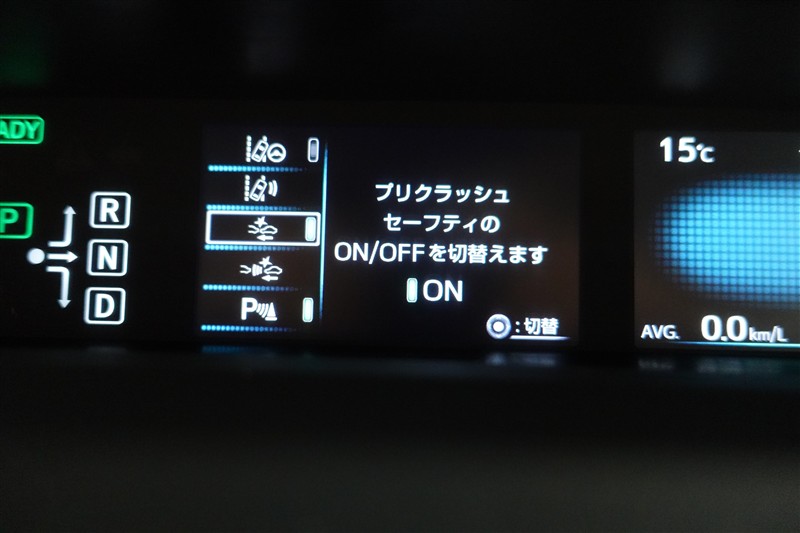 ADY
P
R
N
D
プリクラッシュ
セーフティの
ON/OFFを切替えます
ON
:切替
P
15℃
AVG. 0.0km/L